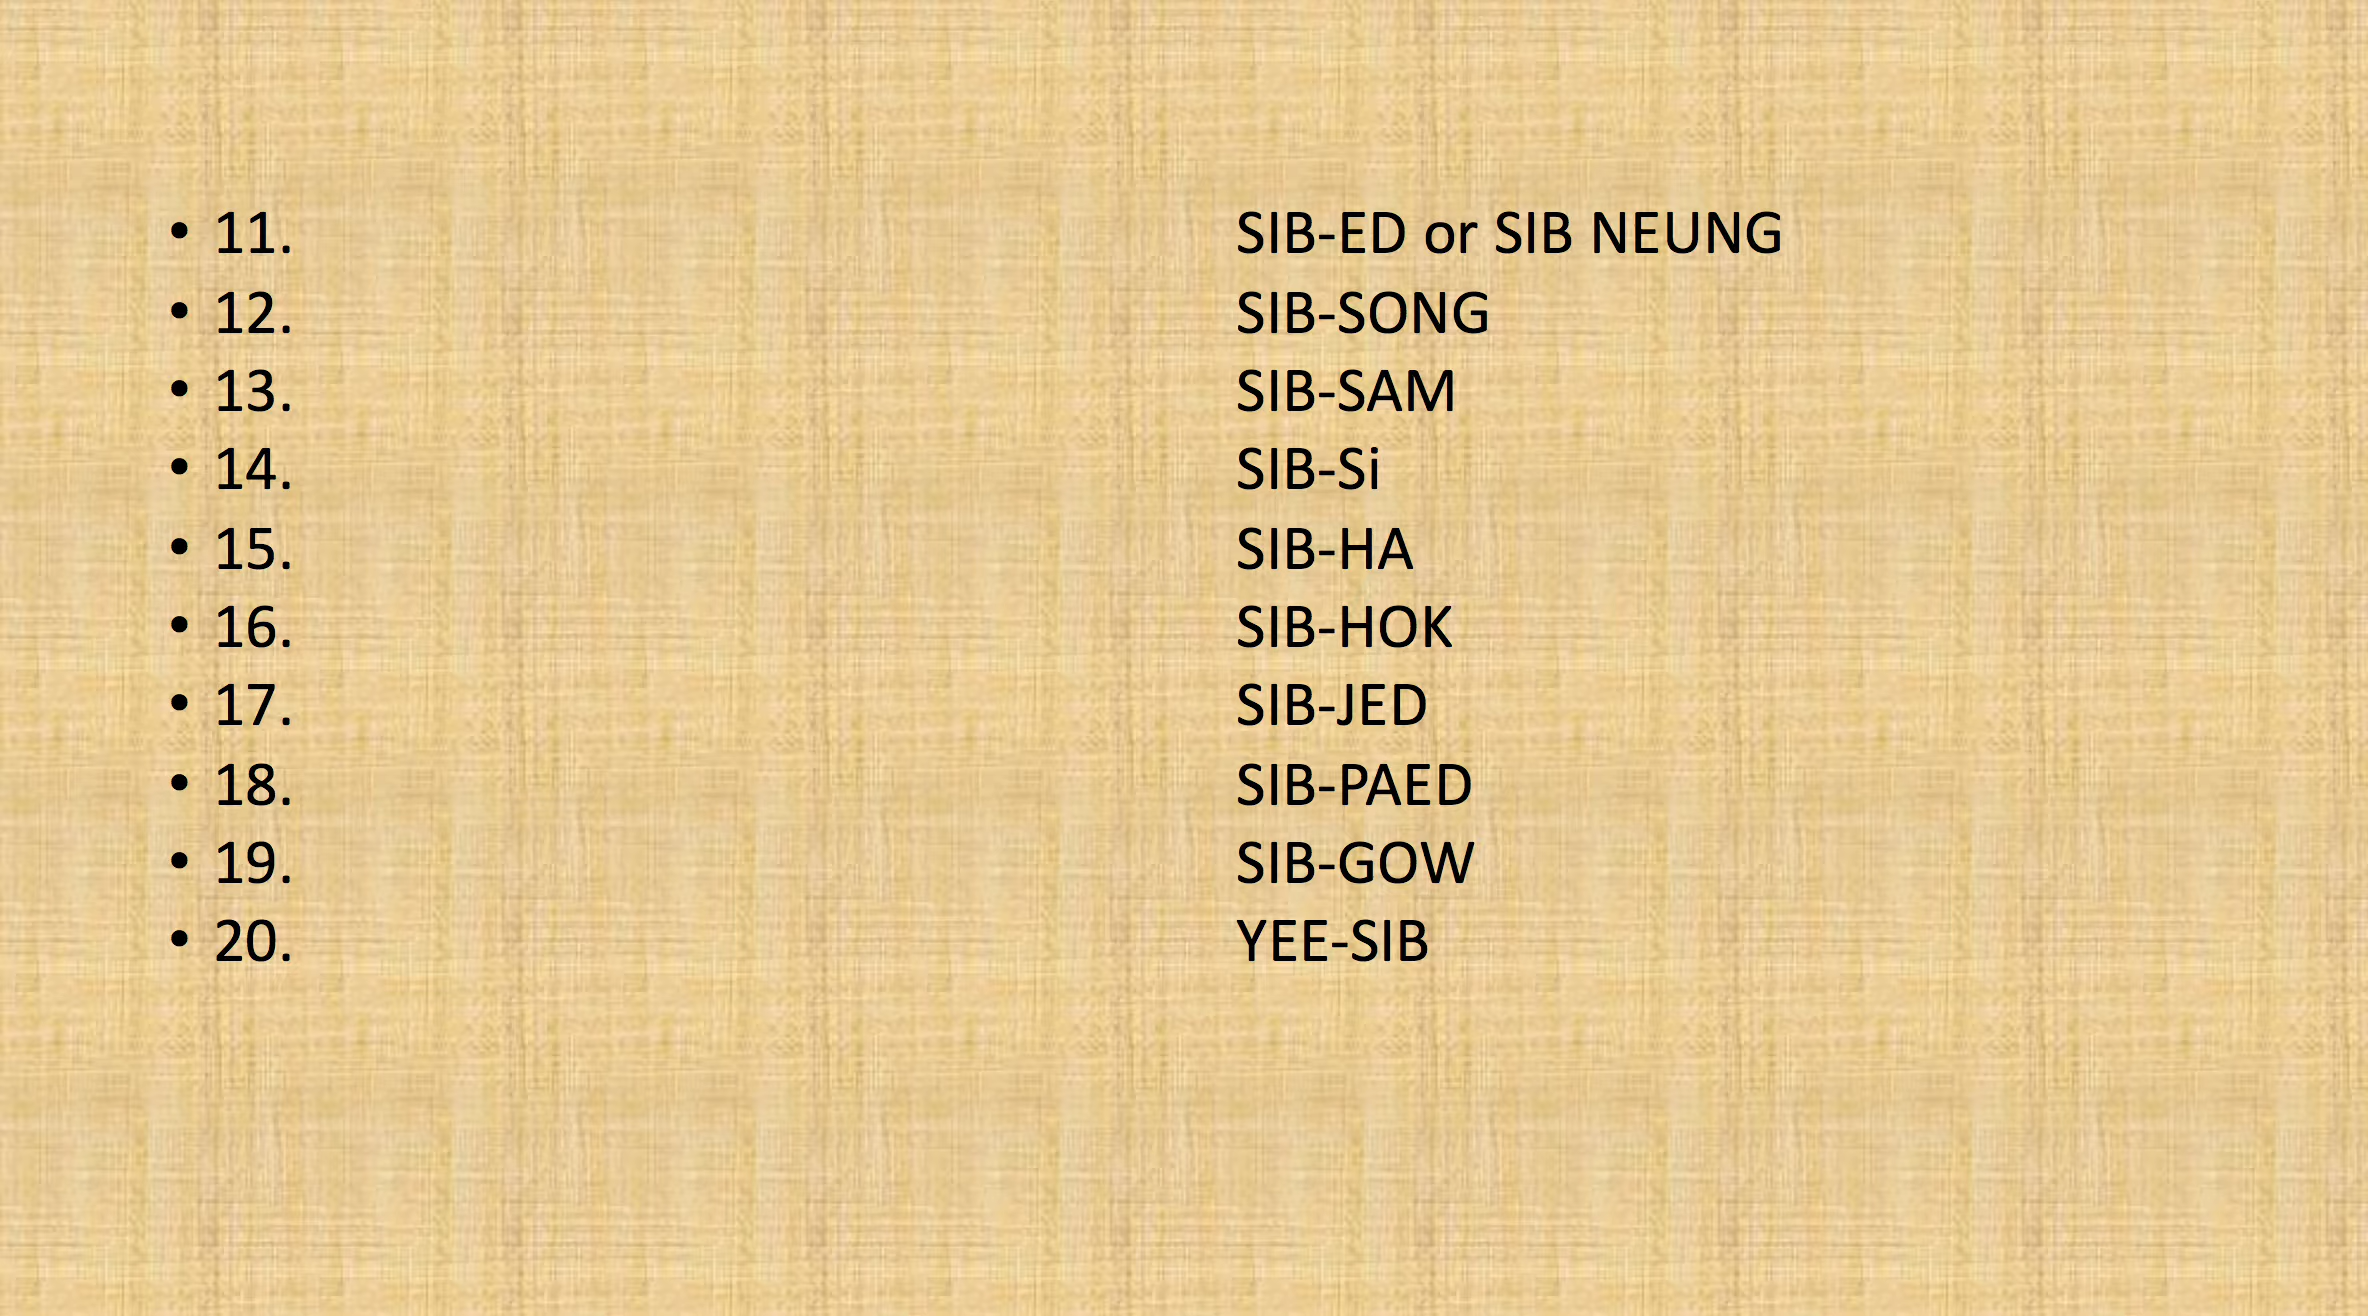 • 11. SIB-ED or SIB NEUNG
• 12. SIB-SONG
• 13. SIB-SAM
• 14. SIB-Si
• 15. SIB-HA
• 16. SIB-HOK
• 17. SIB-JED
• 18. SIB-PAED
• 19. SIB-GOW
• 20. YEE-SIB